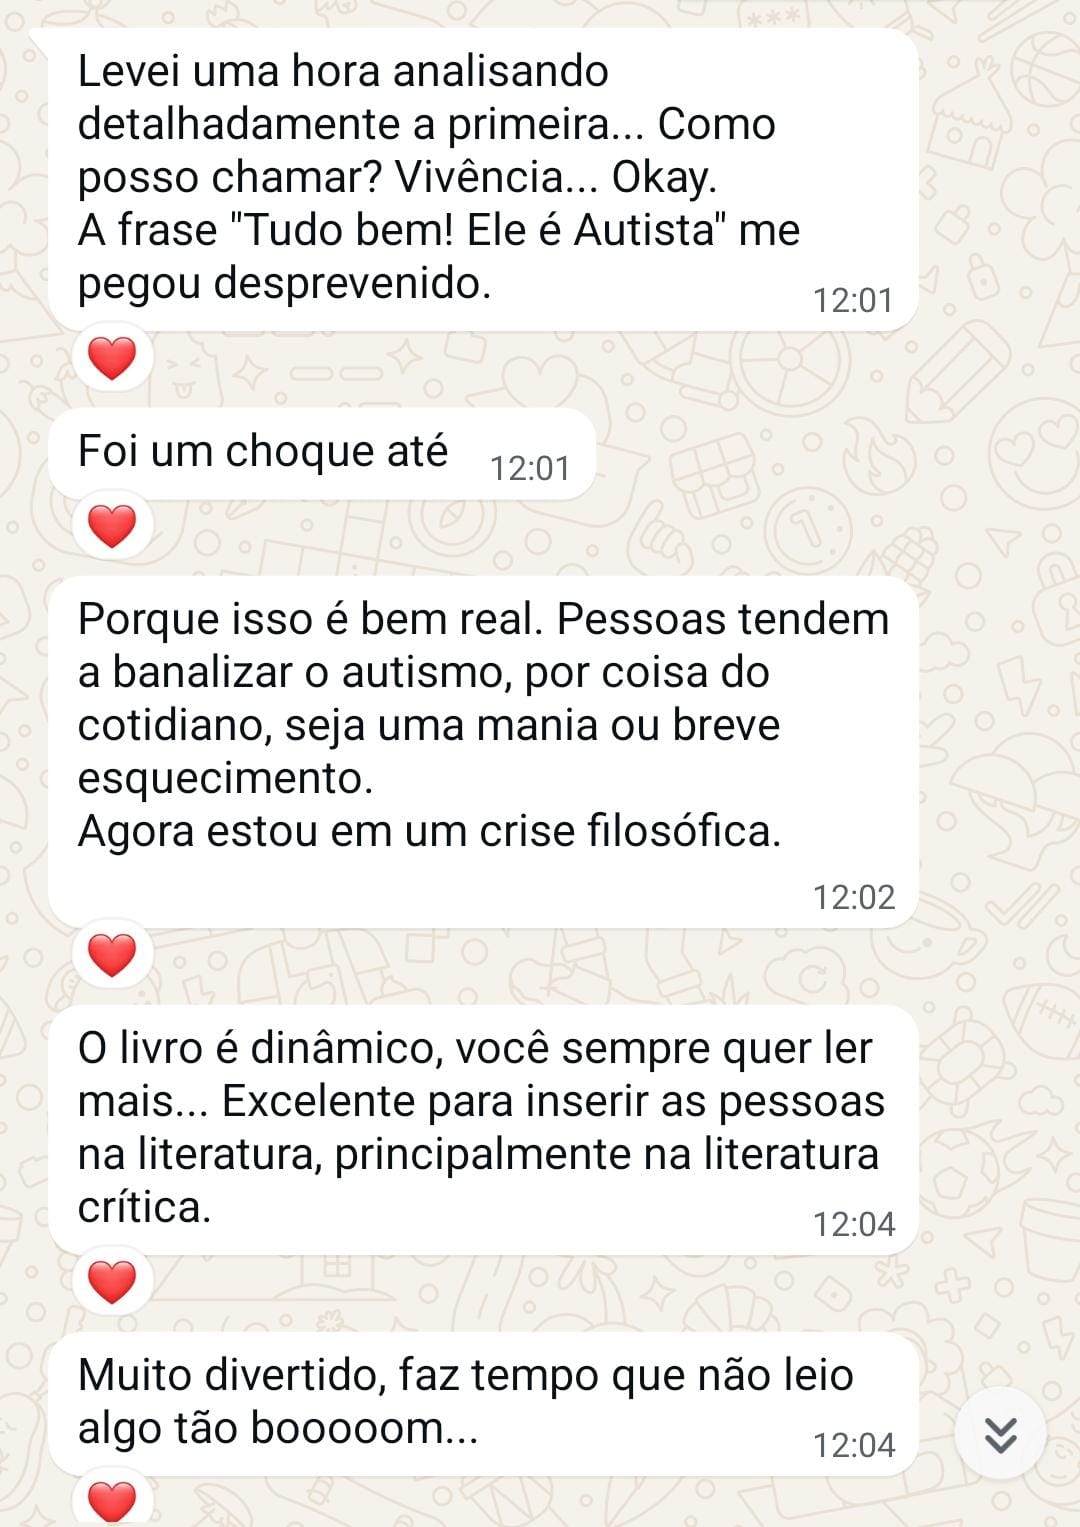 Levei uma hora analisando
detalhadamente a primeira... Como
posso chamar? Vivência... Okay.
A frase "Tudo bem! Ele é Autista" me
pegou desprevenido.
12:01
Foi um choque até
12:01
Porque isso é bem real. Pessoas tendem
a banalizar o autismo, por coisa do
cotidiano, seja uma mania ou breve
esquecimento.
Agora estou em um crise filosófica.
12:02
O livro é dinâmico, você sempre quer ler
mais... Excelente para inserir as pessoas
na literatura, principalmente na literatura
crítica.
12:04
Muito divertido, faz tempo que não leio
algo tão booooom...
12:04